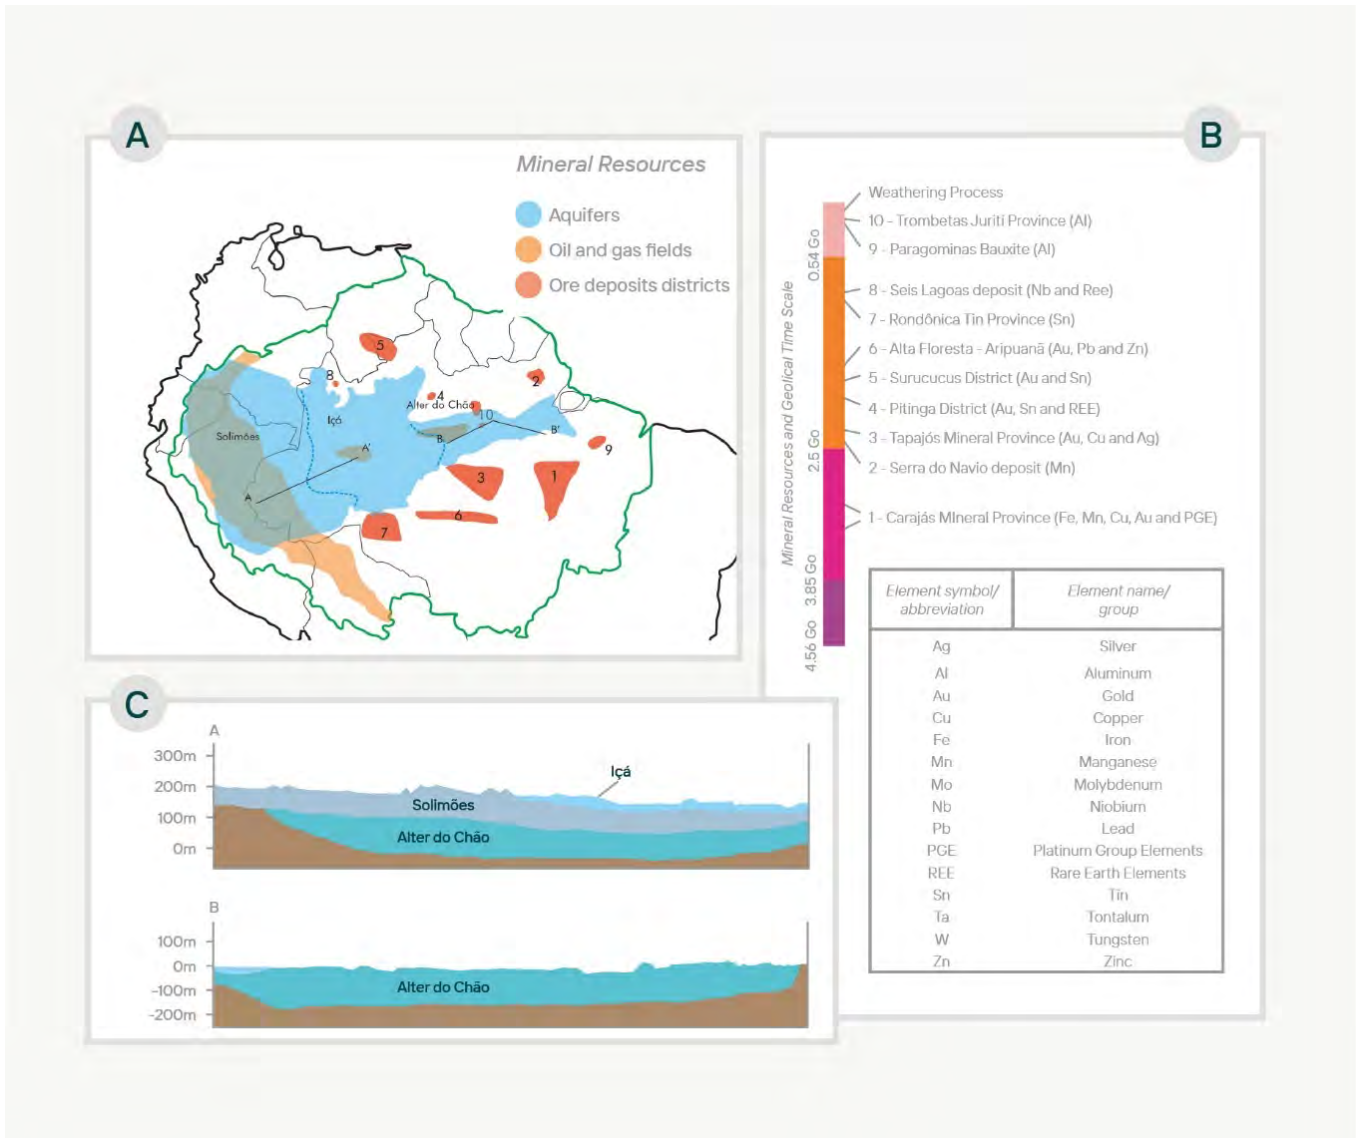 A
Mineral Resources
Aquifers
Oil and gas fields
Ore deposits districts
5
8
4
2
Alter do Chão
10
Içá
Solimões
B
B'
A'
9
A
3
1
6
7
B
Mineral Resources and Geolical Time Scale
0.54 Go
2.5 Go
3.85 Go
4.56 Go
Weathering Process
10 - Trombetas Juriti Province (Al)
9 - Paragominas Bauxite (Al)
8 - Seis Lagoas deposit (Nb and Ree)
7 - Rondônica Tin Province (Sn)
6 - Alta Floresta - Aripuanã (Au, Pb and Zn)
5 - Surucucus District (Au and Sn)
4 - Pitinga District (Au, Sn and REE)
3 - Tapajós Mineral Province (Au, Cu and Ag)
2 - Serra do Navio deposit (Mn)
1 - Carajás MIneral Province (Fe, Mn, Cu, Au and PGE)
Element symbol/ abbreviation Element name/ group
Ag Silver
Al Aluminum
Au Gold
Cu Copper
Fe Iron
Mn Manganese
Mo Molybdenum
Nb Niobium
Pb Lead
PGE Platinum Group Elements
REE Rare Earth Elements
Sn Tin
Ta Tontalum
W Tungsten
Zn Zinc
C
A
300m
200m
100m
0m
Içá
Solimões
Alter do Chão
B
100m
0m
-100m
-200m
Alter do Chão